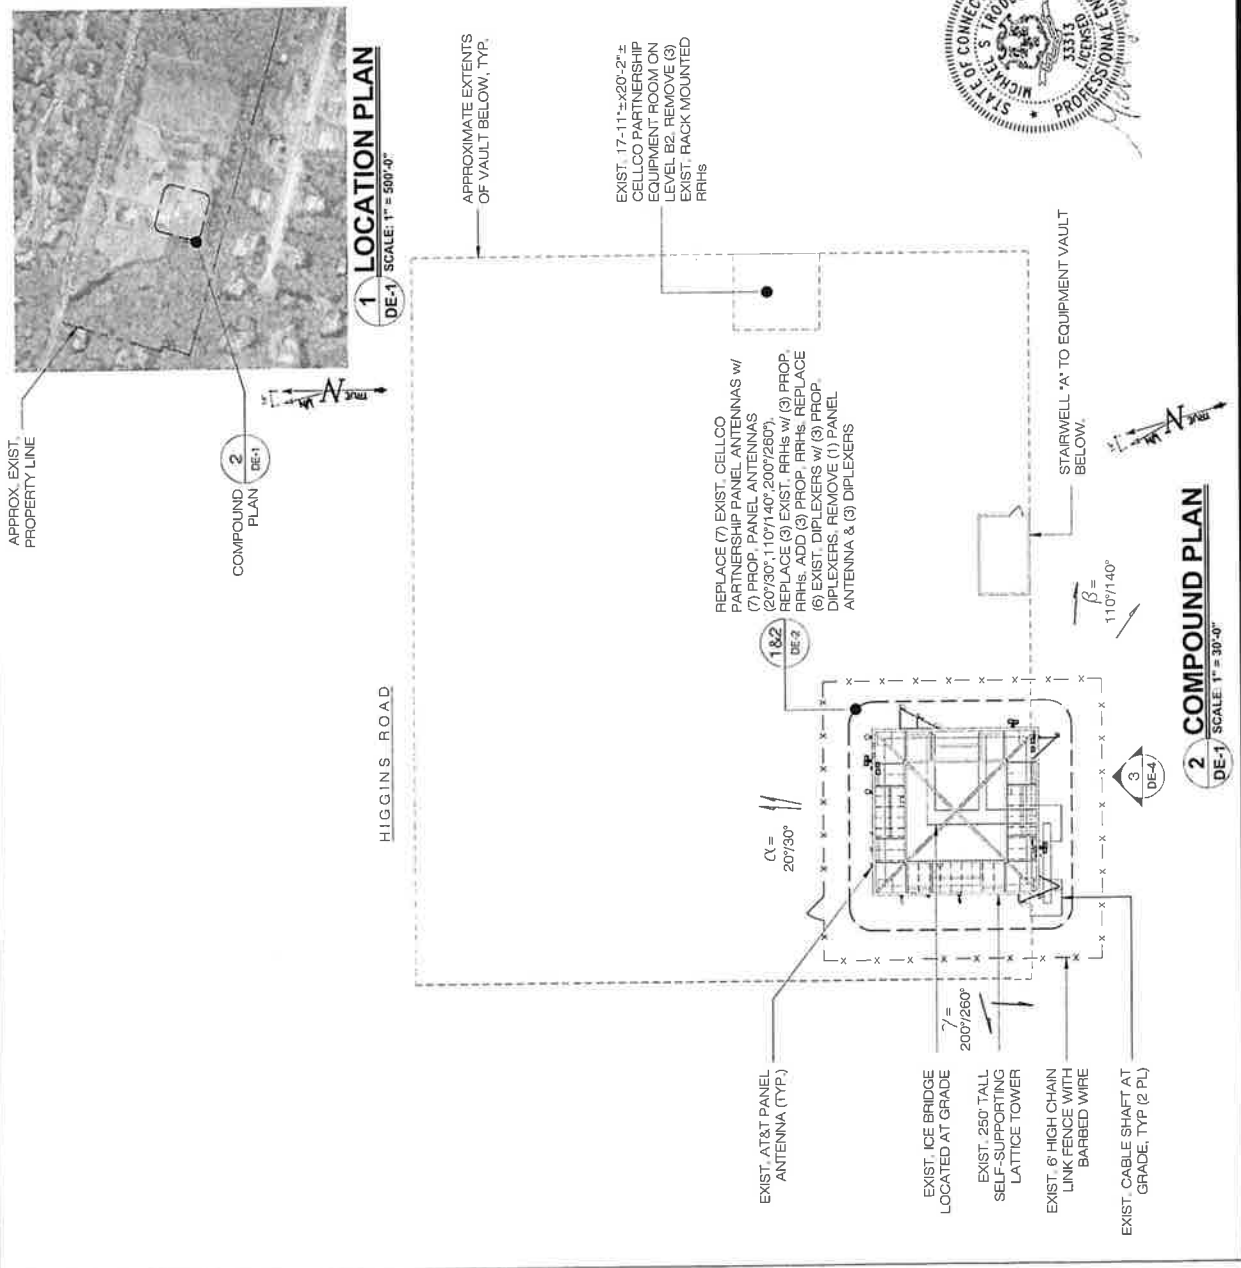 APPROX. EXIST.
PROPERTY LINE
2
DE-1
COMPOUND
PLAN
TRUE
N
1
DE-1
LOCATION PLAN
SCALE: 1" = 500'-0"
HIGGINS ROAD
APPROXIMATE EXTENTS
OF VAULT BELOW, TYP.
EXIST. 17'-11"±x20'-2"±
CELLCO PARTNERSHIP
EQUIPMENT ROOM ON
LEVEL B2. REMOVE (3)
EXIST. RACK MOUNTED
RRHs
REPLACE (7) EXIST. CELLCO
PARTNERSHIP PANEL ANTENNAS w/
(7) PROP. PANEL ANTENNAS
(20°/30°,110°/140°,200°/260°).
REPLACE (3) EXIST. RRHs w/ (3) PROP.
RRHs. ADD (3) PROP. RRHs. REPLACE
(6) EXIST. DIPLEXERS w/ (3) PROP.
DIPLEXERS. REMOVE (1) PANEL
ANTENNA & (3) DIPLEXERS
1&2
DE-2
α =
20°/30°
EXIST. AT&T PANEL
ANTENNA (TYP.)
EXIST. ICE BRIDGE
LOCATED AT GRADE
γ =
200°/260°
EXIST. 250' TALL
SELF-SUPPORTING
LATTICE TOWER
EXIST. 6' HIGH CHAIN
LINK FENCE WITH
BARBED WIRE
EXIST. CABLE SHAFT AT
GRADE, TYP (2 PL)
STAIRWELL "A" TO EQUIPMENT VAULT
BELOW.
β =
110°/140°
3
DE-4
TRUE
N
2
DE-1
COMPOUND PLAN
SCALE: 1" = 30'-0"
STATE OF CONNEC
MICHAEL S TROD
33313
LICENSED
PROFESSIONAL EN